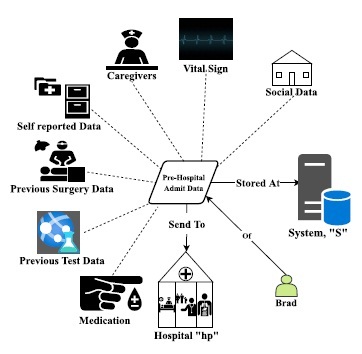 Caregivers
Vital Sign
Social Data
Self reported Data
Pre-Hospital
Admit Data
Stored At
Previous Surgery Data
Send To
System, "S"
Of
Previous Test Data
Brad
Medication
Hospital "hp"